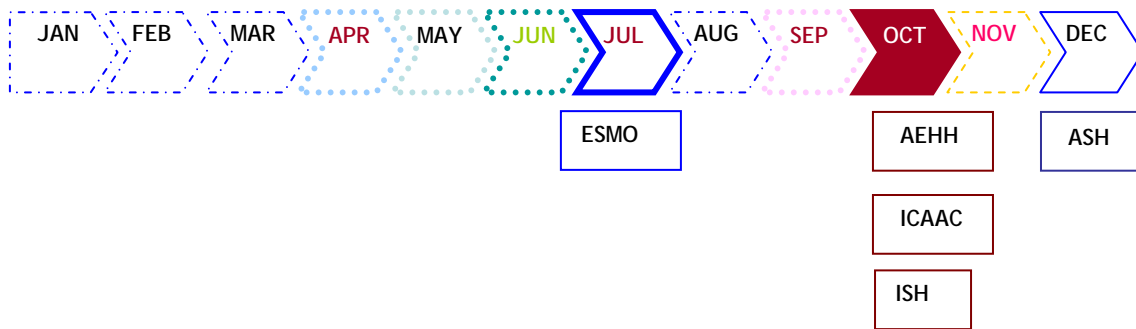 JAN FEB MAR APR MAY JUN JUL AUG SEP OCT NOV DEC
ESMO AEHH ASH
ICAAC
ISH